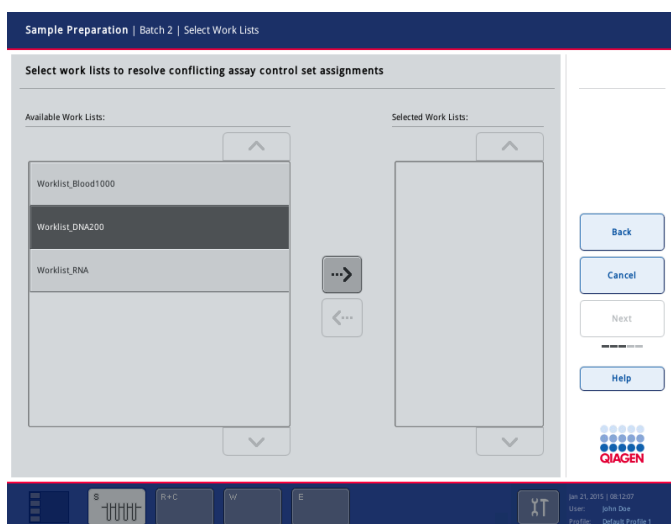 Sample Preparation | Batch 2 | Select Work Lists
Select work lists to resolve conflicting assay control set assignments
Available Work Lists:
Selected Work Lists:
Worklist_Blood1000
Worklist_DNA200
Worklist_RNA
Back
Cancel
Next
Help
QIAGEN
S
R+C
W
E
Jan 21, 2015 | 08:12:07
User: John Doe
Profile: Default Profile 1